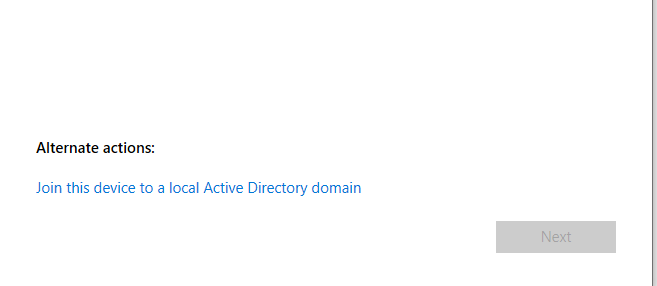 Alternate actions:
Join this device to a local Active Directory domain
Next